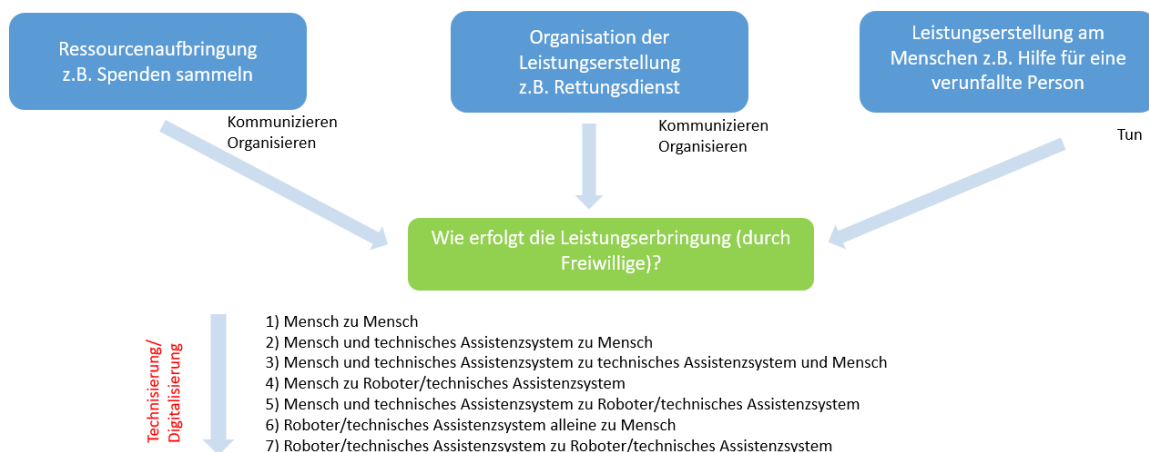 Ressourcenaufbringung
z.B. Spenden sammeln
Organisation der
Leistungserstellung
z.B. Rettungsdienst
Leistungserstellung am
Menschen z.B. Hilfe für eine
verunfallte Person
Kommunizieren
Organisieren
Kommunizieren
Organisieren
Tun
Wie erfolgt die Leistungserbringung (durch
Freiwillige)?
Technisierung/
Digitalisierung
1) Mensch zu Mensch
2) Mensch und technisches Assistenzsystem zu Mensch
3) Mensch und technisches Assistenzsystem zu technisches Assistenzsystem und Mensch
4) Mensch zu Roboter/technisches Assistenzsystem
5) Mensch und technisches Assistenzsystem zu Roboter/technisches Assistenzsystem
6) Roboter/technisches Assistenzsystem alleine zu Mensch
7) Roboter/technisches Assistenzsystem zu Roboter/technisches Assistenzsystem